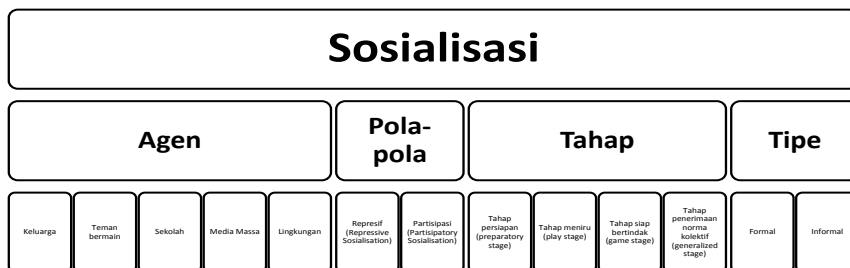 Sosialisasi
Agen
Pola-
pola
Tahap
Tipe
Keluarga
Teman
bermain
Sekolah
Media Massa
Lingkungan
Represif
(Repressive
Sosialisation)
Partisipasi
(Partisipatory
Sosialisation)
Tahap
persiapan
(preparatory
stage)
Tahap meniru
(play stage)
Tahap siap
bertindak
(game stage)
Tahap
penerimaan
norma
kolektif
(generalized
stage)
Formal
Informal